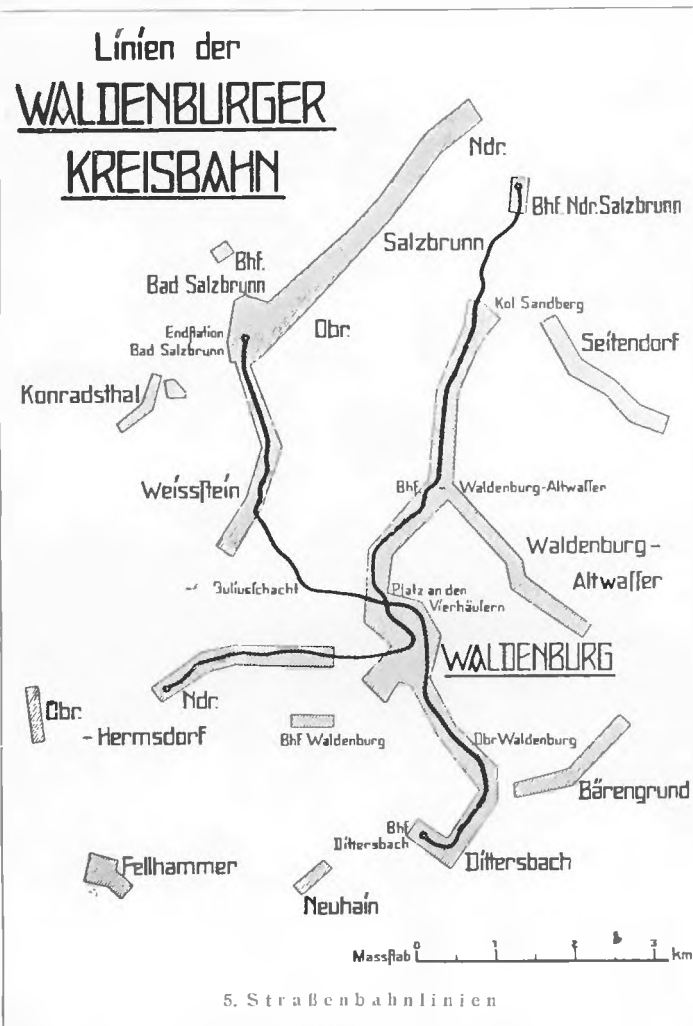 Linien der
WALDENBURGER
KREISBAHN
Ndr.
Bhf. Ndr. Salzbrunn
Salzbrunn
Bhf.
Bad Salzbrunn
Kol Sandberg
Endſtation
Bad Salzbrunn
Obr.
Seitendorf
Konradsthal
Weissſtein
Bhf. - Waldenburg-Altwaſſer
Waldenburg-
Altwaſſer
Juliusſchacht
Platz an den
Vierhäuſern
WALDENBURG
Ndr.
Obr.
- Hermsdorf
Bhf Waldenburg
Obr Waldenburg
Bärengrund
Bhf
Dittersbach
Dittersbach
Fellhammer
Neuhain
Massſtab 0 1 2 3 km
5. Straßenbahnlinien